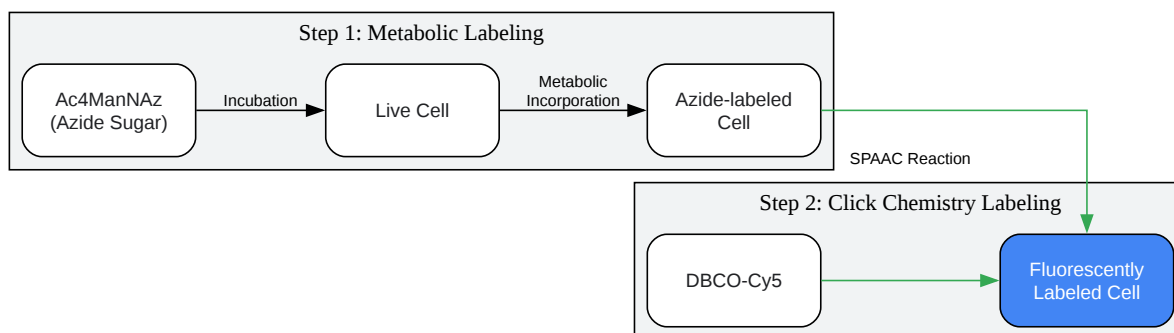 Step 1: Metabolic Labeling
Ac4ManNAz
(Azide Sugar)
Incubation
Live Cell
Metabolic
Incorporation
Azide-labeled
Cell
SPAAC Reaction
Step 2: Click Chemistry Labeling
DBCO-Cy5
Fluorescently
Labeled Cell